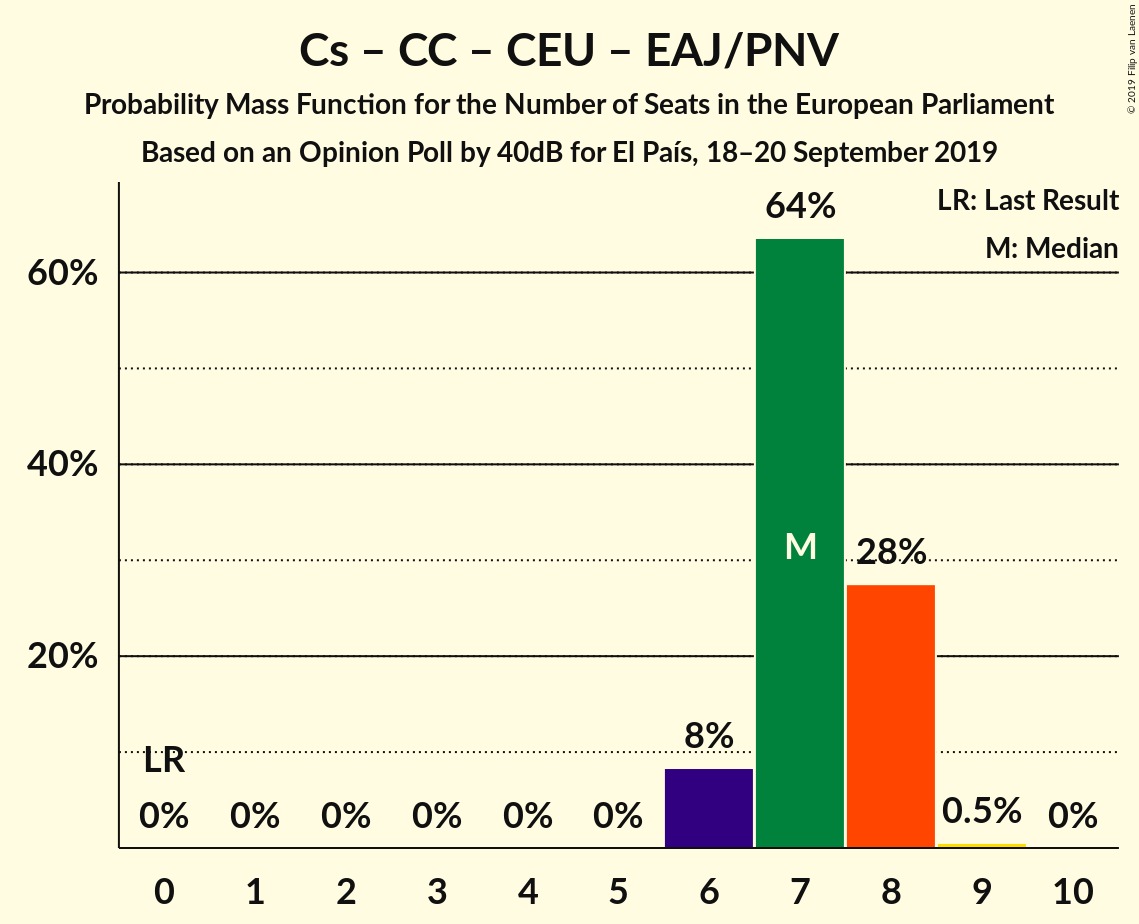 Cs – CC – CEU – EAJ/PNV
Probability Mass Function for the Number of Seats in the European Parliament
Based on an Opinion Poll by 40dB for El País, 18–20 September 2019
© 2019 Filip van Laenen
LR: Last Result
M: Median
64%
60%
40%
M
28%
20%
8%
LR
0% 0% 0% 0% 0% 0% 0.5% 0%
0 1 2 3 4 5 6 7 8 9 10